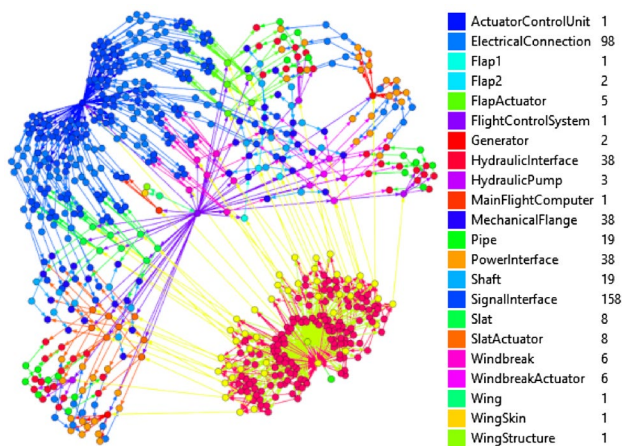 ActuatorControlUnit 1
ElectricalConnection 98
Flap1 1
Flap2 2
FlapActuator 5
FlightControlSystem 1
Generator 2
HydraulicInterface 38
HydraulicPump 3
MainFlightComputer 1
MechanicalFlange 38
Pipe 19
PowerInterface 38
Shaft 19
SignalInterface 158
Slat 8
SlatActuator 8
Windbreak 6
WindbreakActuator 6
Wing 1
WingSkin 1
WingStructure 1